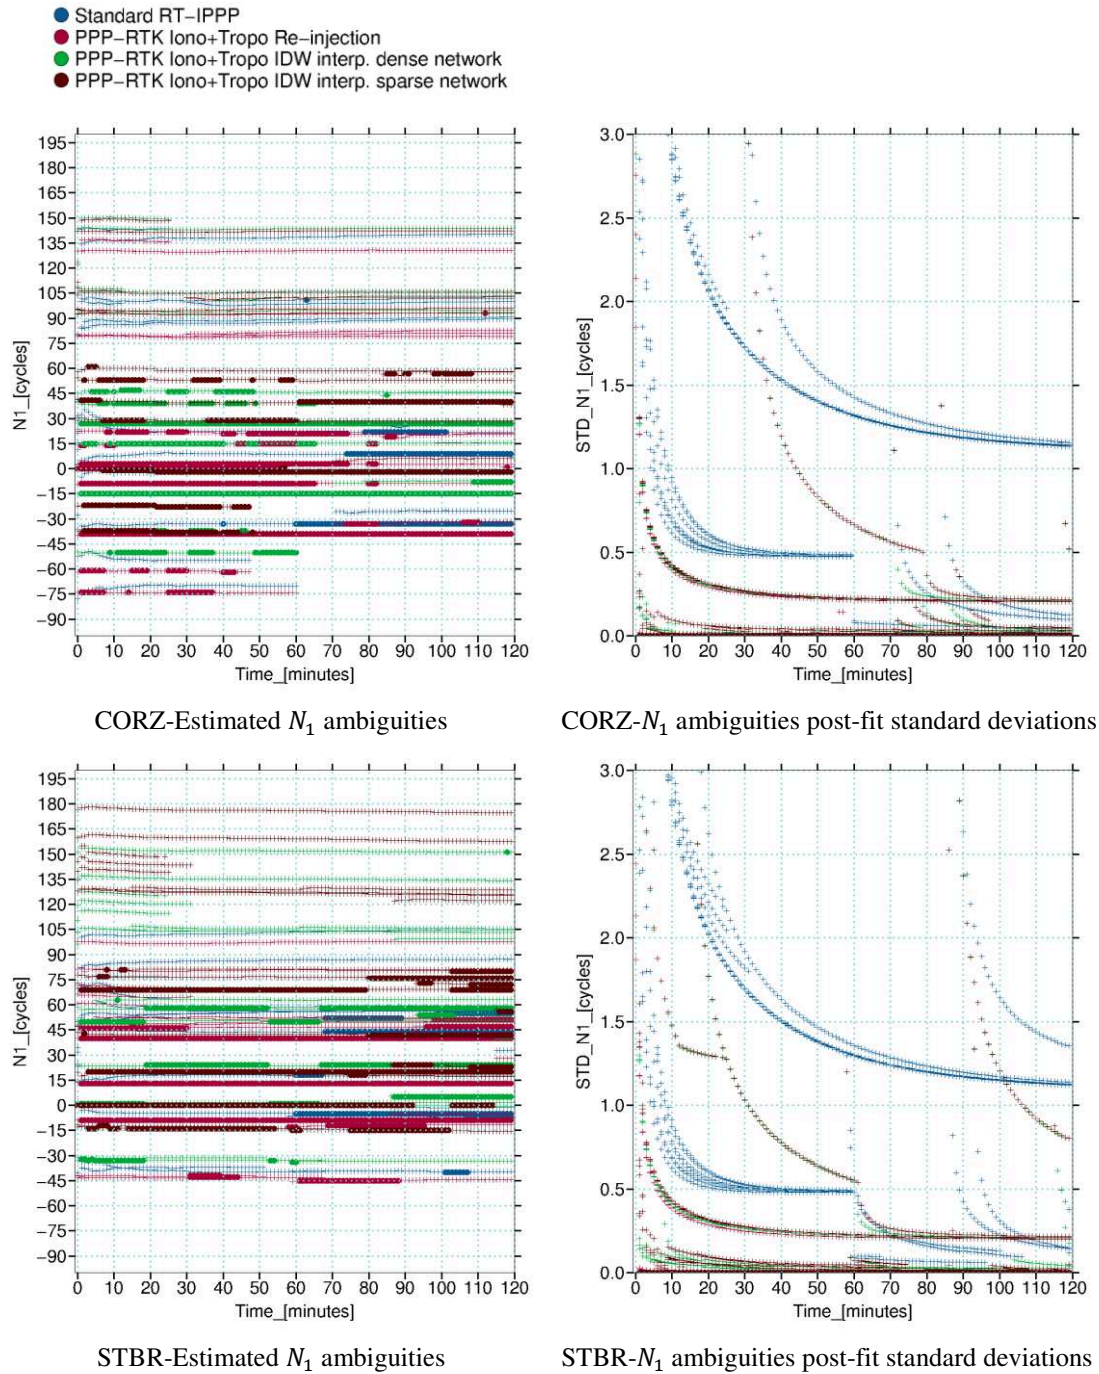 Standard RT−IPPP
PPP−RTK Iono+Tropo Re−injection
PPP−RTK Iono+Tropo IDW interp. dense network
PPP−RTK Iono+Tropo IDW interp. sparse network
195
180
165
150
135
120
105
90
75
60
45
30
15
0
−15
−30
−45
−60
−75
−90
N1_[cycles]
0 10 20 30 40 50 60 70 80 90 100 110 120
Time_[minutes]
3.0
2.5
2.0
1.5
1.0
0.5
0.0
STD_N1_[cycles]
0 10 20 30 40 50 60 70 80 90 100 110 120
Time_[minutes]
CORZ-Estimated N₁ ambiguities
CORZ-N₁ ambiguities post-fit standard deviations
195
180
165
150
135
120
105
90
75
60
45
30
15
0
−15
−30
−45
−60
−75
−90
N1_[cycles]
0 10 20 30 40 50 60 70 80 90 100 110 120
Time_[minutes]
3.0
2.5
2.0
1.5
1.0
0.5
0.0
STD_N1_[cycles]
0 10 20 30 40 50 60 70 80 90 100 110 120
Time_[minutes]
STBR-Estimated N₁ ambiguities
STBR-N₁ ambiguities post-fit standard deviations